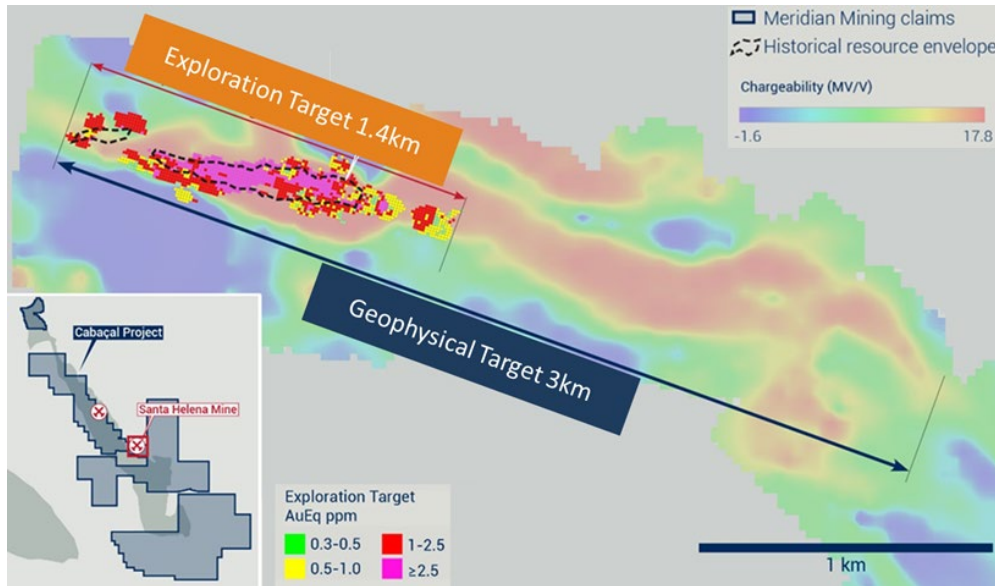 Meridian Mining claims
Historical resource envelope
Chargeability (MV/V)
-1.6 17.8
Exploration Target 1.4km
Geophysical Target 3km
Cabaçal Project
Santa Helena Mine
Exploration Target
AuEq ppm
0.3-0.5 1-2.5
0.5-1.0 ≥2.5
1 km